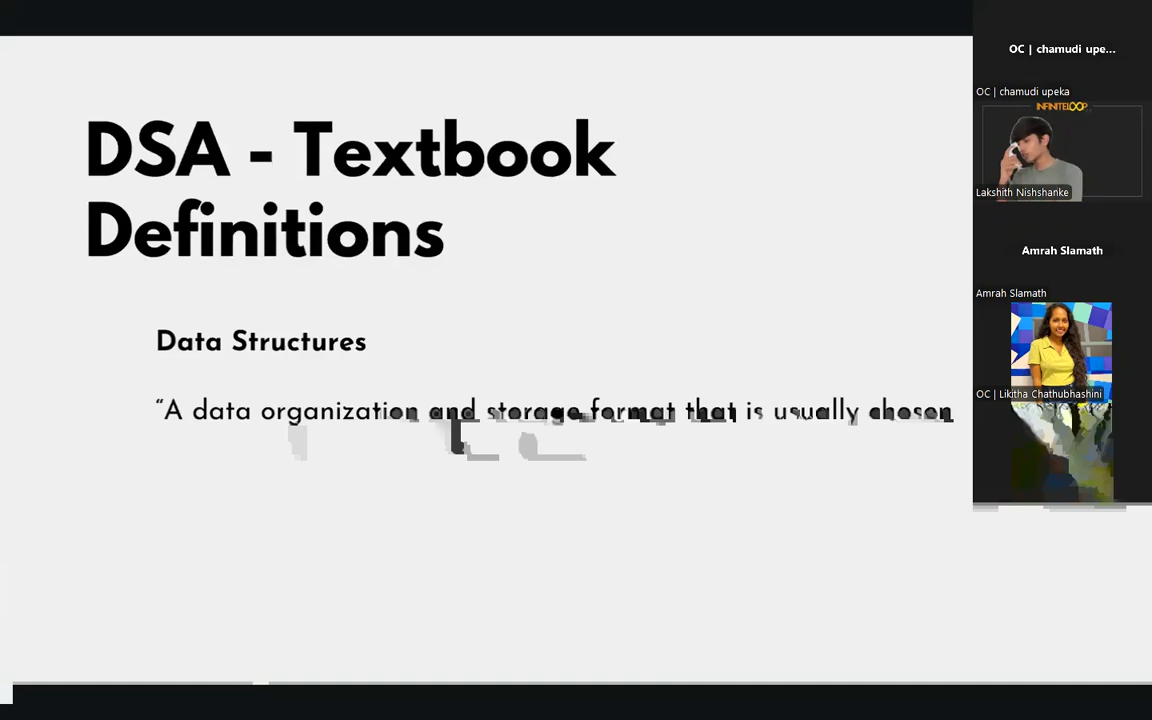 DSA - Textbook
Definitions
Data Structures
“A data organization and storage format that is usually chosen
OC | chamudi upe...
OC | chamudi upeka
INFINITELOOP
Lakshith Nishshanke
Amrah Slamath
Amrah Slamath
OC | Likitha Chathubhashini